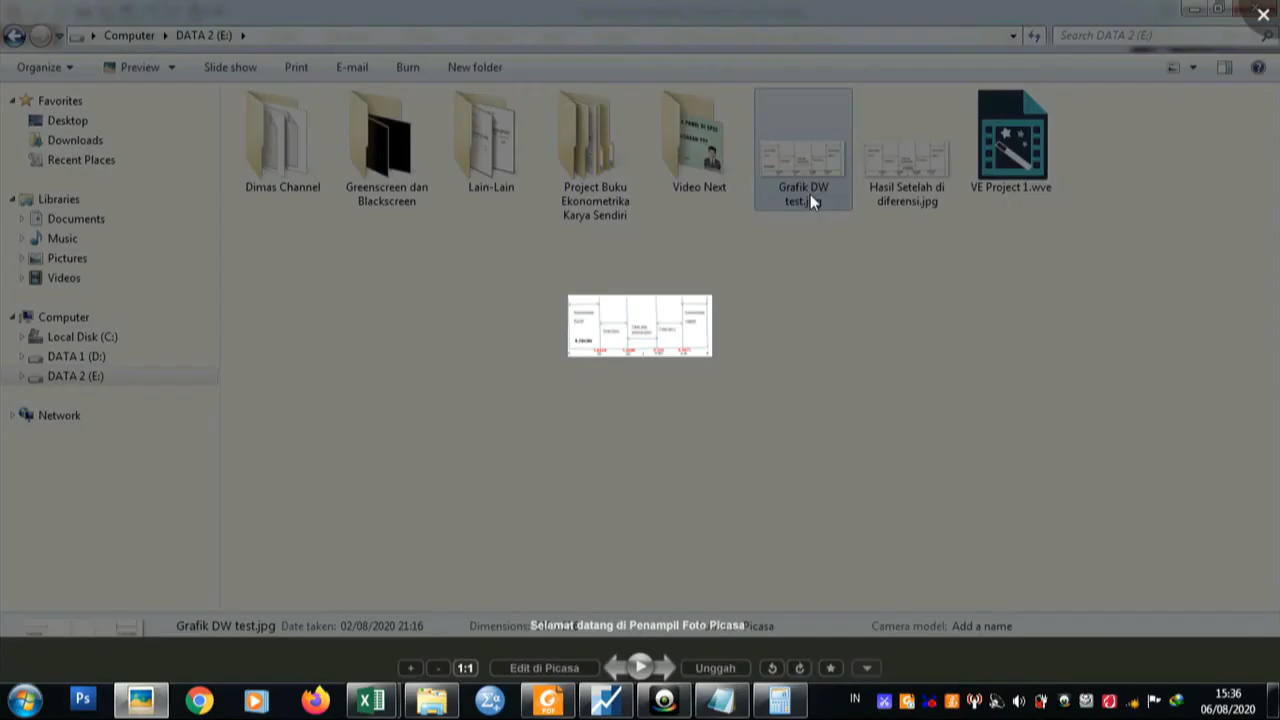 Computer
DATA 2 (E:)
Search DATA 2 (E:)
Organize
Preview
Slide show
Print
E-mail
Burn
New folder
Favorites
Desktop
Downloads
Recent Places
Libraries
Documents
Music
Pictures
Videos
Computer
Local Disk (C:)
DATA 1 (D:)
DATA 2 (E:)
Network
Dimas Channel
Greenscreen dan
Blackscreen
Lain-Lain
Project Buku
Ekonometrika
Karya Sendiri
Video Next
Grafik DW
Hasil Setelah di
diferensi.jpg
VE Project 1.wve
Grafik DW test.jpg
Date taken: 02/08/2020 21:16
Dimensions:
Selamat datang di Penampil Foto Picasa
Picasa
Camera model: Add a name
+
-
1:1
Edit di Picasa
Unggah
Ps
IN
15:36
06/08/2020